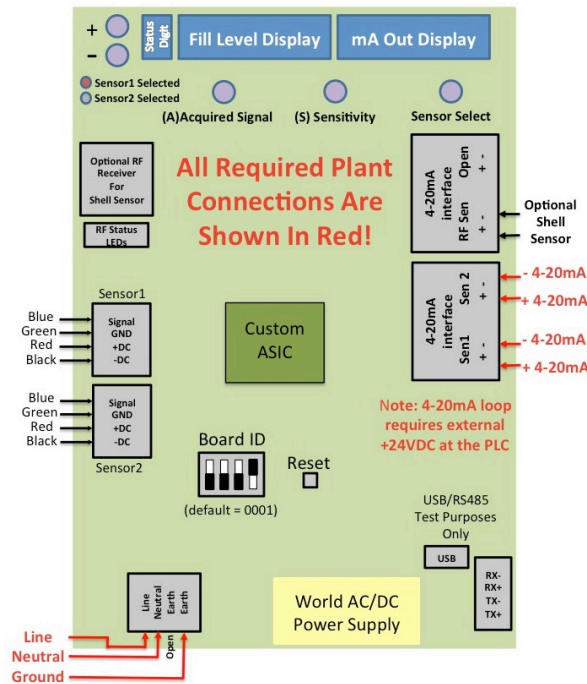 +
−
Status
Digit
Fill Level Display
mA Out Display
Sensor1 Selected
Sensor2 Selected
(A)Acquired Signal
(S) Sensitivity
Sensor Select
Optional RF
Receiver
For
Shell Sensor
RF Status
LEDs
All Required Plant
Connections Are
Shown In Red!
4-20mA
interface
RF Sen
Open
+ -
+ -
Optional
Shell
Sensor
4-20mA
interface
Sen1
Sen 2
+ -
+ -
- 4-20mA
+ 4-20mA
- 4-20mA
+ 4-20mA
Sensor1
Blue
Green
Red
Black
Signal
GND
+DC
-DC
Custom
ASIC
Blue
Green
Red
Black
Signal
GND
+DC
-DC
Sensor2
Note: 4-20mA loop
requires external
+24VDC at the PLC
Board ID
(default = 0001)
Reset
USB/RS485
Test Purposes
Only
USB
RX-
RX+
TX-
TX+
Line
Neutral
Earth
Earth
Open
World AC/DC
Power Supply
Line
Neutral
Ground